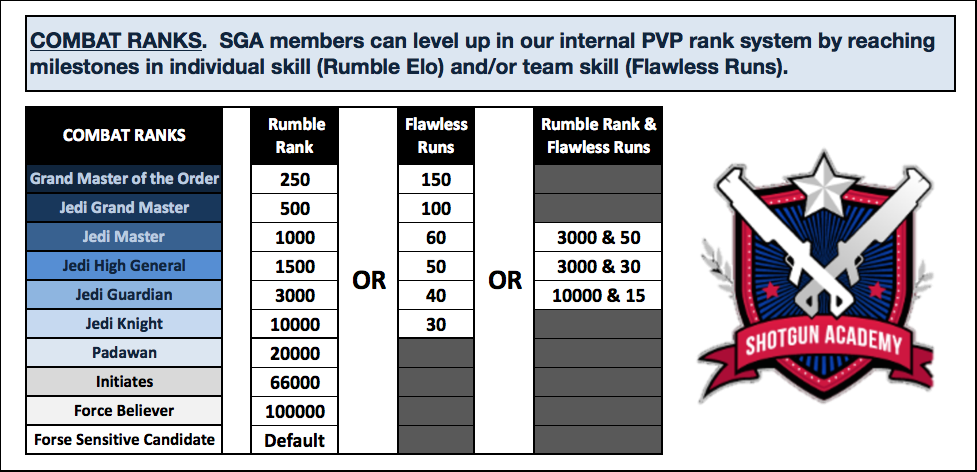 COMBAT RANKS.  SGA members can level up in our internal PVP rank system by reaching
milestones in individual skill (Rumble Elo) and/or team skill (Flawless Runs).
COMBAT RANKS Rumble Rank Flawless Runs Rumble Rank & Flawless Runs
Grand Master of the Order 250 150
Jedi Grand Master 500 100
Jedi Master 1000 60 3000 & 50
Jedi High General 1500 50 3000 & 30
OR OR
Jedi Guardian 3000 40 10000 & 15
Jedi Knight 10000 30
Padawan 20000
Initiates 66000
Force Believer 100000
Forse Sensitive Candidate Default
SHOTGUN ACADEMY